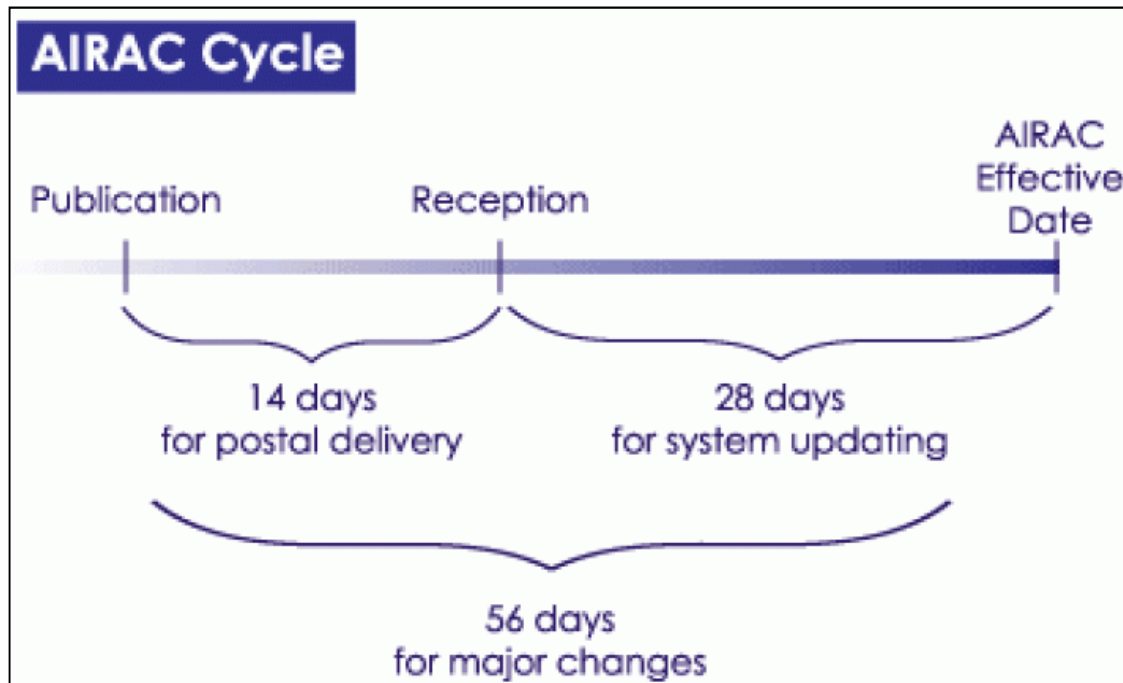 AIRAC Cycle
AIRAC
Effective
Date
Publication
Reception
14 days
for postal delivery
28 days
for system updating
56 days
for major changes